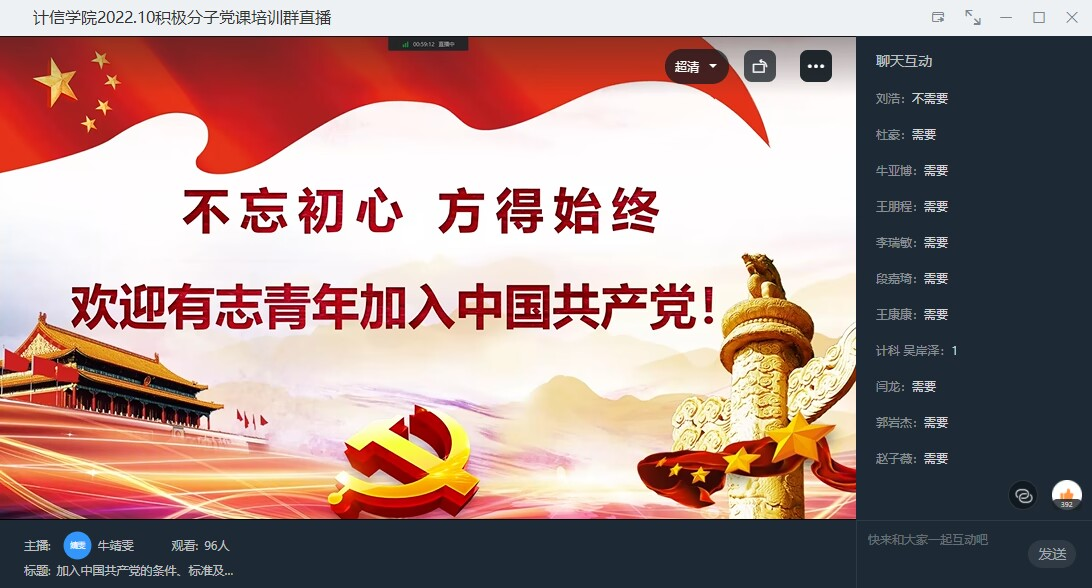 计信学院2022.10积极分子党课培训群直播
00:59:12 直播中
超清
不忘初心 方得始终
欢迎有志青年加入中国共产党！
聊天互动
刘浩：不需要
杜豪：需要
牛亚博：需要
王朋程：需要
李瑞敏：需要
段嘉琦：需要
王康康：需要
计科 吴岸泽：1
闫龙：需要
郭岩杰：需要
赵子薇：需要
392
主播： 靖雯 牛靖雯 观看：96人
标题：加入中国共产党的条件、标准及...
快来和大家一起互动吧
发送